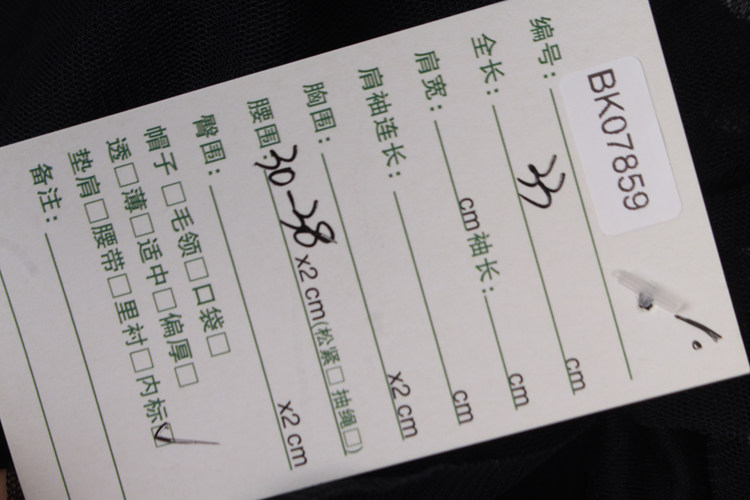 编号: BK07859
全长: 33 cm
肩宽: cm 袖长: cm
肩袖连长: cm
胸围: x2 cm
腰围 30-38 x2 cm(松紧□ 抽绳□)
臀围: x2 cm
帽子□毛领□口袋□
透□薄□适中□偏厚□
垫肩□腰带□里衬□内标☑
备注: